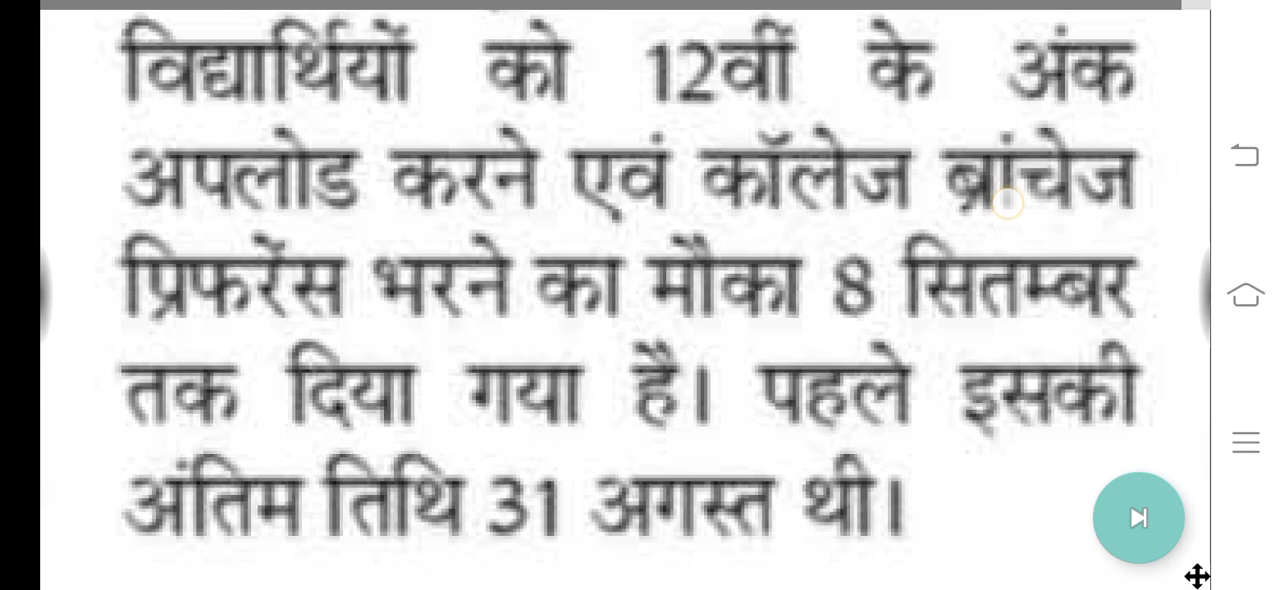 विद्यार्थियों को 12वीं के अंक
अपलोड करने एवं कॉलेज ब्रांचेज
प्रिफरेंस भरने का मौका 8 सितम्बर
तक दिया गया है। पहले इसकी
अंतिम तिथि 31 अगस्त थी।